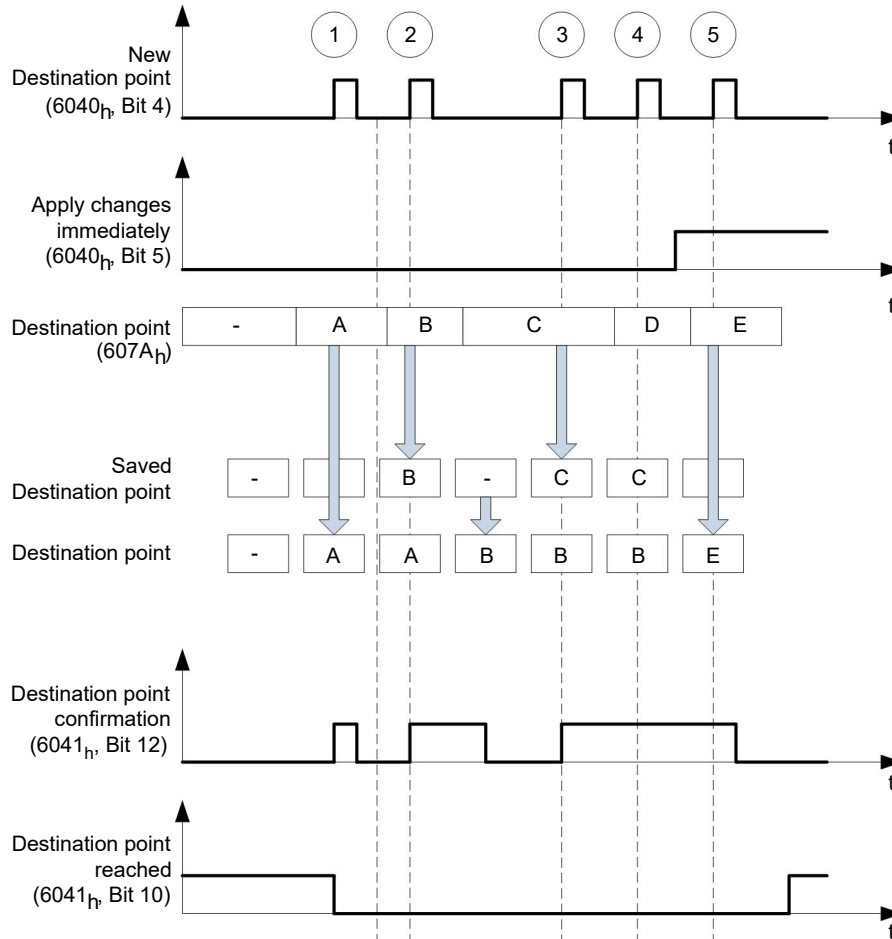 1 2 3 4 5
New
Destination point
(6040h, Bit 4)
t
Apply changes
immediately
(6040h, Bit 5)
t
Destination point
(607Ah)
- A B C D E
Saved
Destination point
- B - C C
Destination point
- A A B B B E
Destination point
confirmation
(6041h, Bit 12)
t
Destination point
reached
(6041h, Bit 10)
t